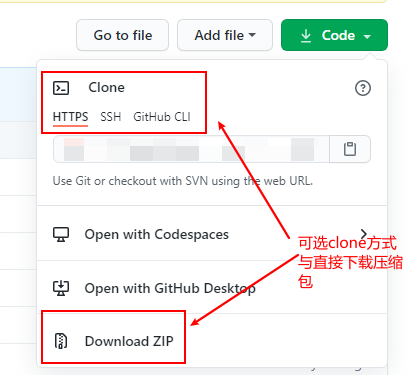 Go to file
Add file
Code
Clone
HTTPS SSH GitHub CLI
Use Git or checkout with SVN using the web URL.
Open with Codespaces
可选clone方式
与直接下载压缩
包
Open with GitHub Desktop
Download ZIP